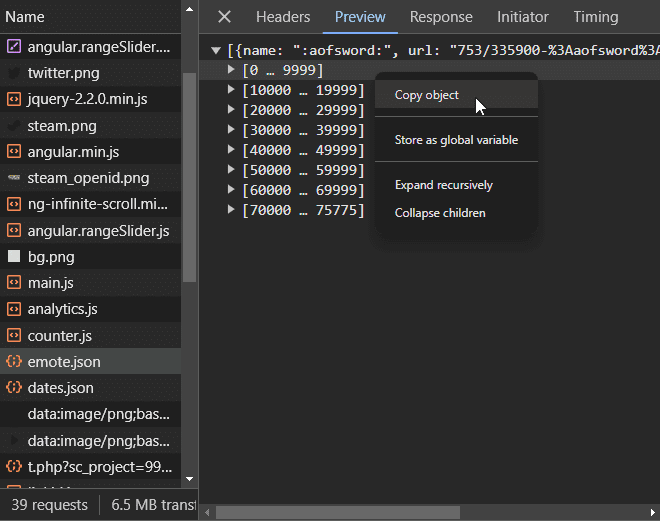 Name
angular.rangeSlider....
twitter.png
jquery-2.2.0.min.js
steam.png
angular.min.js
steam_openid.png
ng-infinite-scroll.mi...
angular.rangeSlider.js
bg.png
main.js
analytics.js
counter.js
emote.json
dates.json
data:image/png;bas...
data:image/png;bas...
t.php?sc_project=99...
39 requests
6.5 MB transf
Headers
Preview
Response
Initiator
Timing
[{name: ":aofsword:", url: "753/335900-%3Aaofsword%3A
[0 … 9999]
[10000 … 19999]
[20000 … 29999]
[30000 … 39999]
[40000 … 49999]
[50000 … 59999]
[60000 … 69999]
[70000 … 75775]
Copy object
Store as global variable
Expand recursively
Collapse children